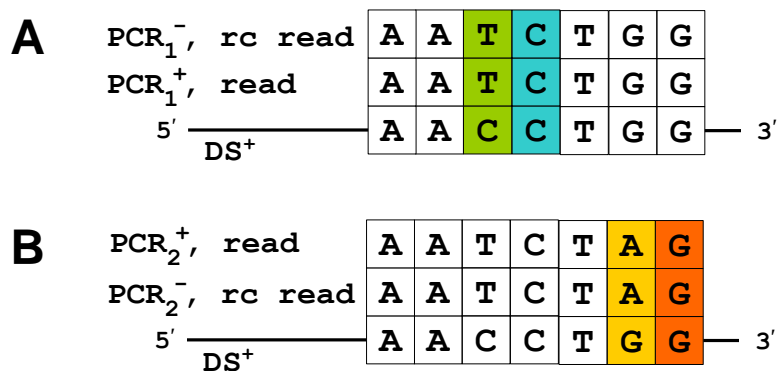 A
PCR₁⁻, rc read A A T C T G G
PCR₁⁺, read A A T C T G G
5′ DS⁺ A A C C T G G 3′
B
PCR₂⁺, read A A T C T A G
PCR₂⁻, rc read A A T C T A G
5′ DS⁺ A A C C T G G 3′